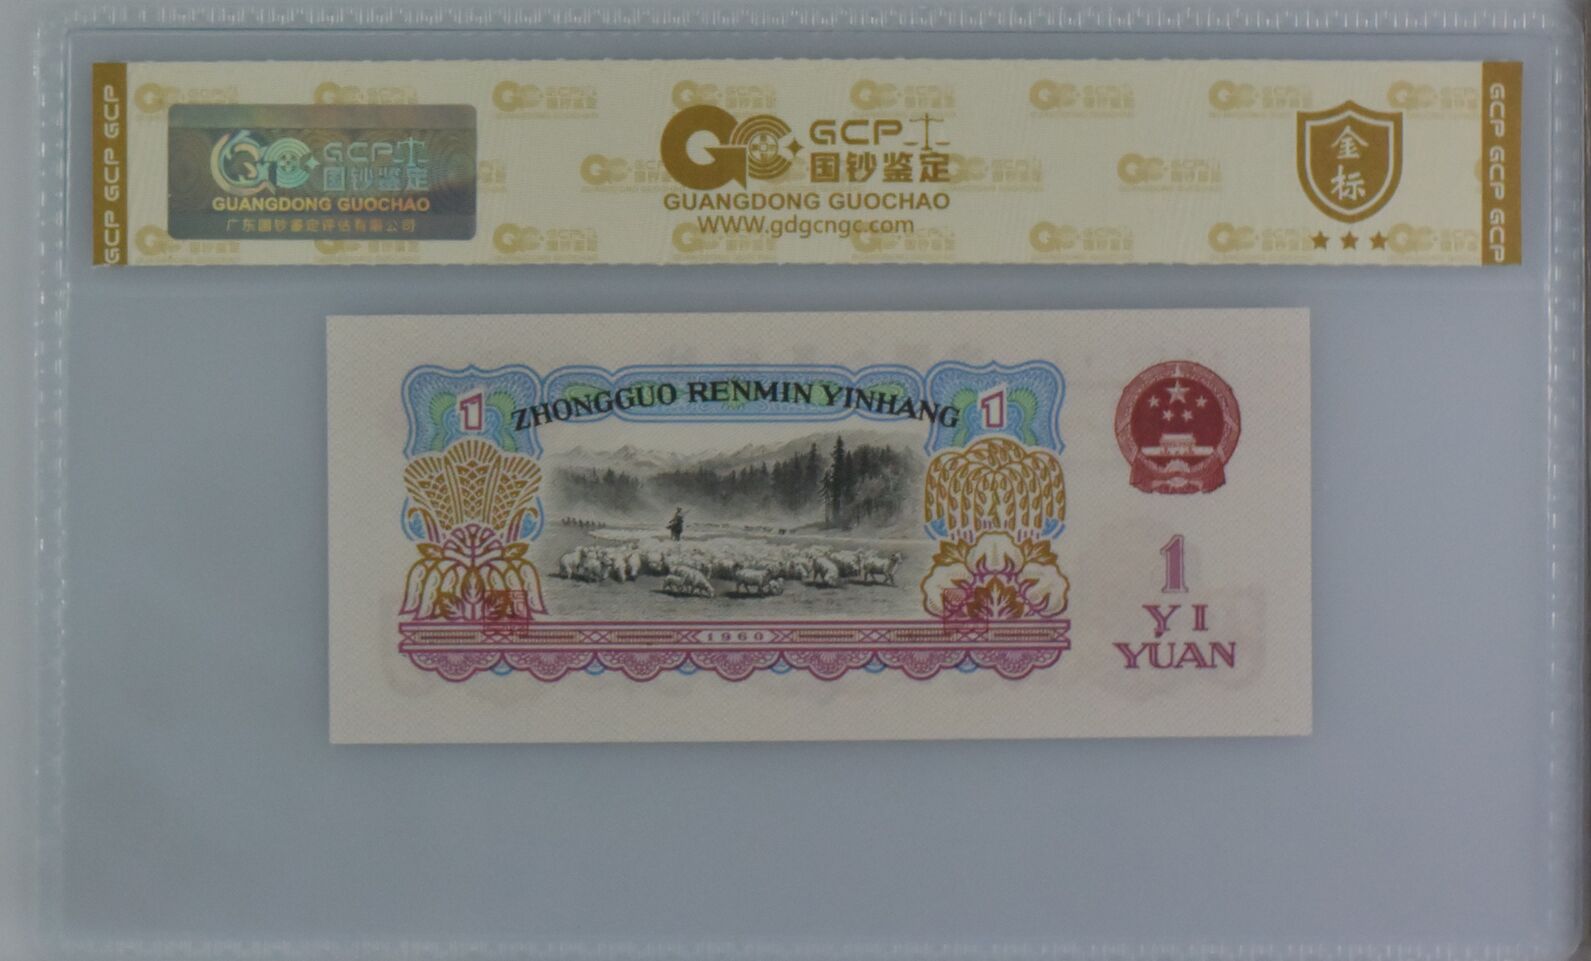 GCP GCP GCP
GCP
国钞鉴定
GUANGDONG GUOCHAO
广东国钞鉴定评估有限公司
GCP
国钞鉴定
GUANGDONG GUOCHAO
WWW.gdgcngc.com
金
标
GCP GCP GCP
1
ZHONGGUO RENMIN YINHANG
1
1960
1
YI
YUAN